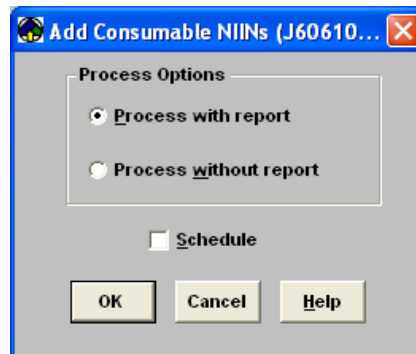 Add Consumable NIINs (J60610...
Process Options
Process with report
Process without report
Schedule
OK Cancel Help